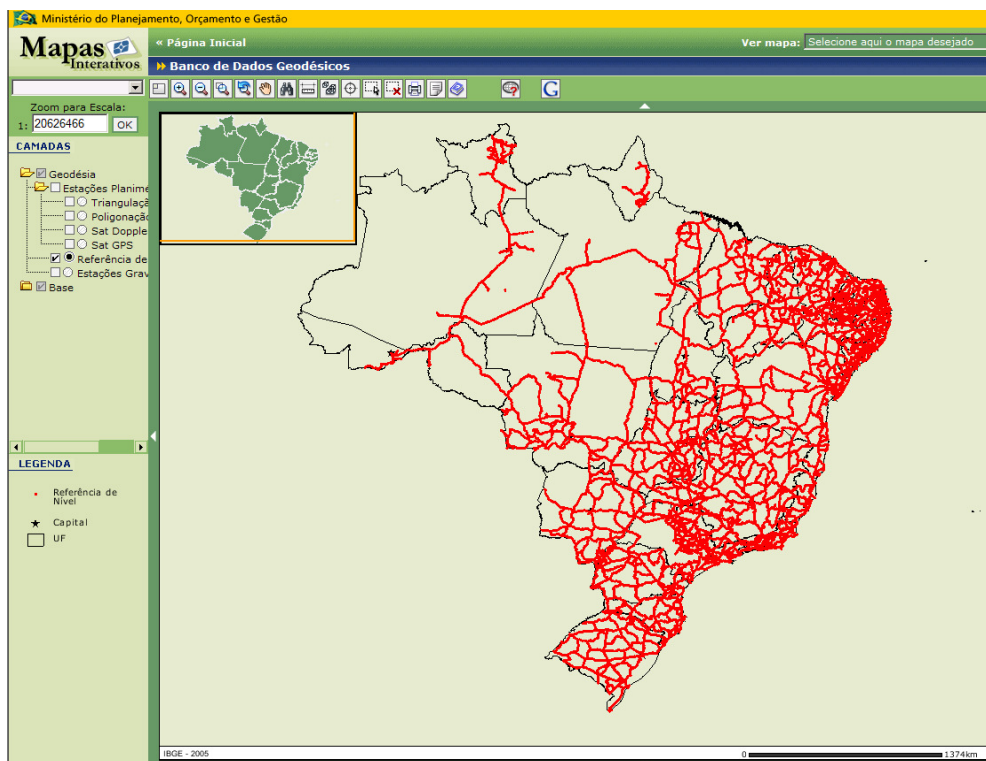 Ministério do Planejamento, Orçamento e Gestão
Mapas
Interativos
« Página Inicial
Ver mapa: Selecione aqui o mapa desejado
Banco de Dados Geodésicos
Zoom para Escala:
1: 20626466 OK
G
CAMADAS
Geodésia
Estações Planimé
Triangulaçã
Poligonação
Sat Dopple
Sat GPS
Referência de
Estações Grav
Base
LEGENDA
Referência de
Nível
Capital
UF
IBGE - 2005
0 1374km